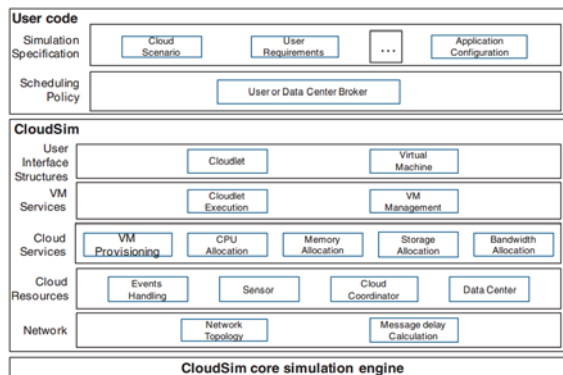 User code
Simulation
Specification
Cloud
Scenario
User
Requirements
...
Application
Configuration
Scheduling
Policy
User or Data Center Broker
CloudSim
User
Interface
Structures
Cloudlet
Virtual
Machine
VM
Services
Cloudlet
Execution
VM
Management
Cloud
Services
VM
Provisioning
CPU
Allocation
Memory
Allocation
Storage
Allocation
Bandwidth
Allocation
Cloud
Resources
Events
Handling
Sensor
Cloud
Coordinator
Data Center
Network
Network
Topology
Message delay
Calculation
CloudSim core simulation engine